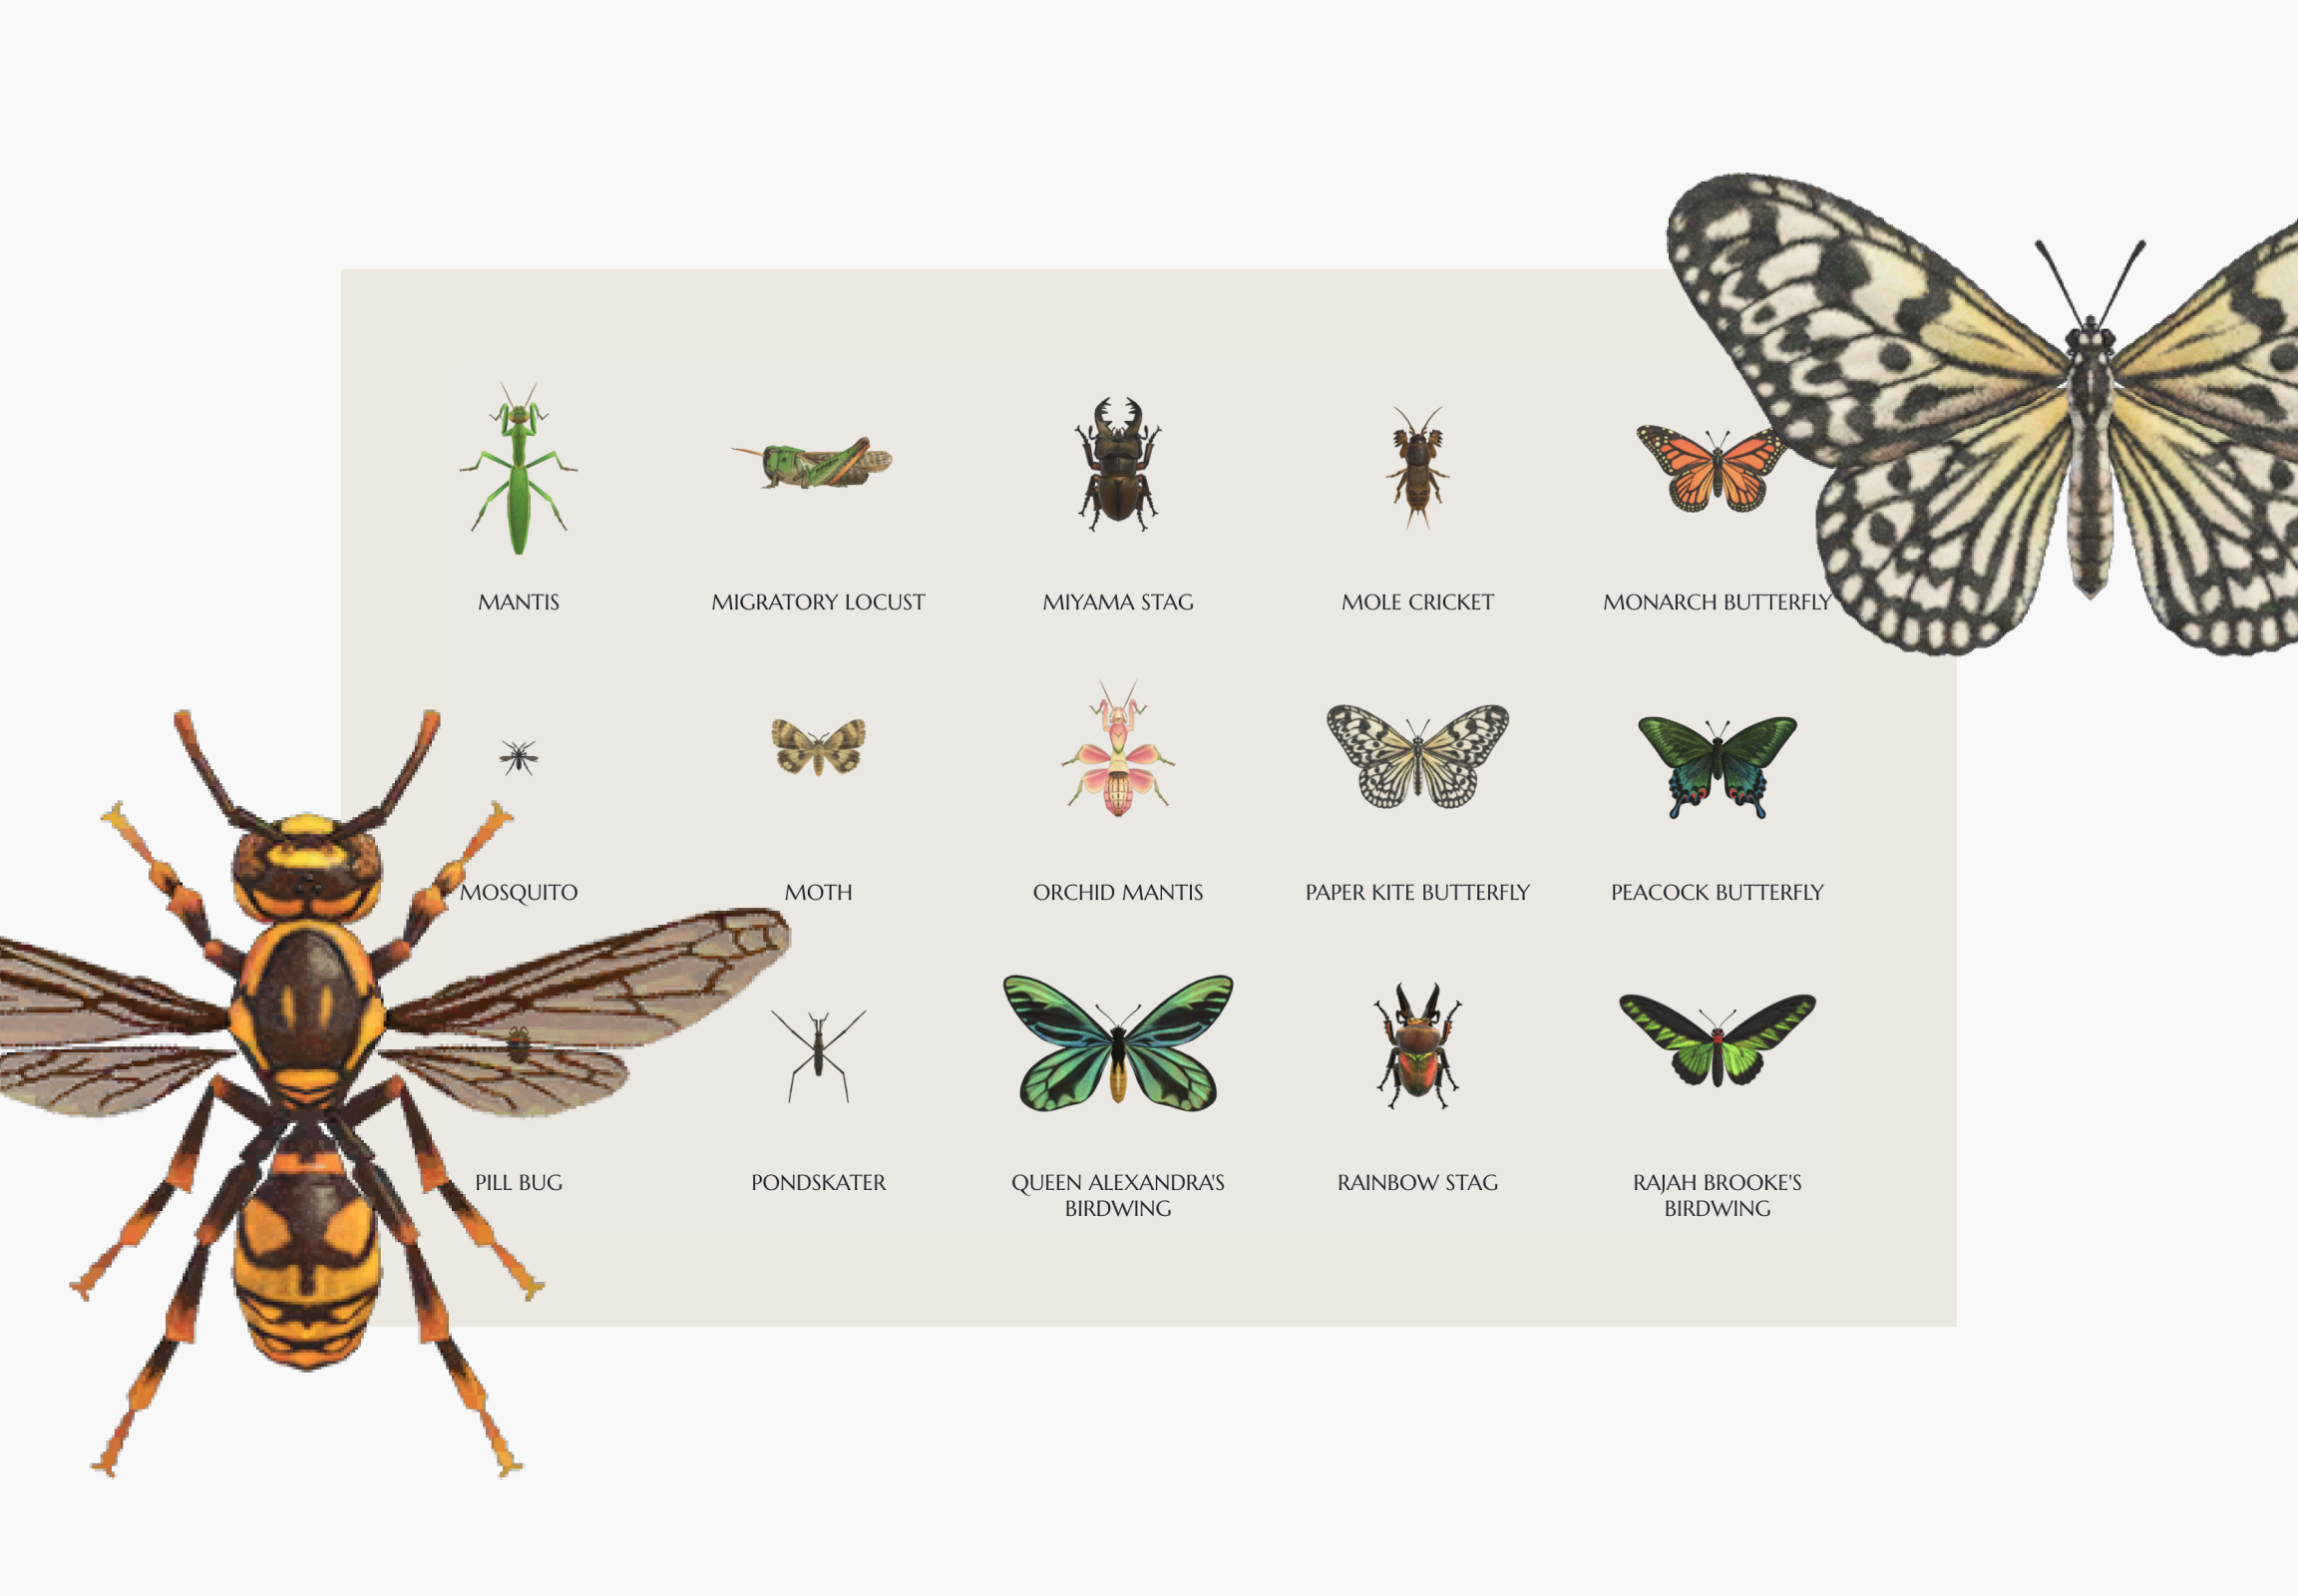 MANTIS
MIGRATORY LOCUST
MIYAMA STAG
MOLE CRICKET
MONARCH BUTTERFLY
MOSQUITO
MOTH
ORCHID MANTIS
PAPER KITE BUTTERFLY
PEACOCK BUTTERFLY
PILL BUG
PONDSKATER
QUEEN ALEXANDRA'S
BIRDWING
RAINBOW STAG
RAJAH BROOKE'S
BIRDWING